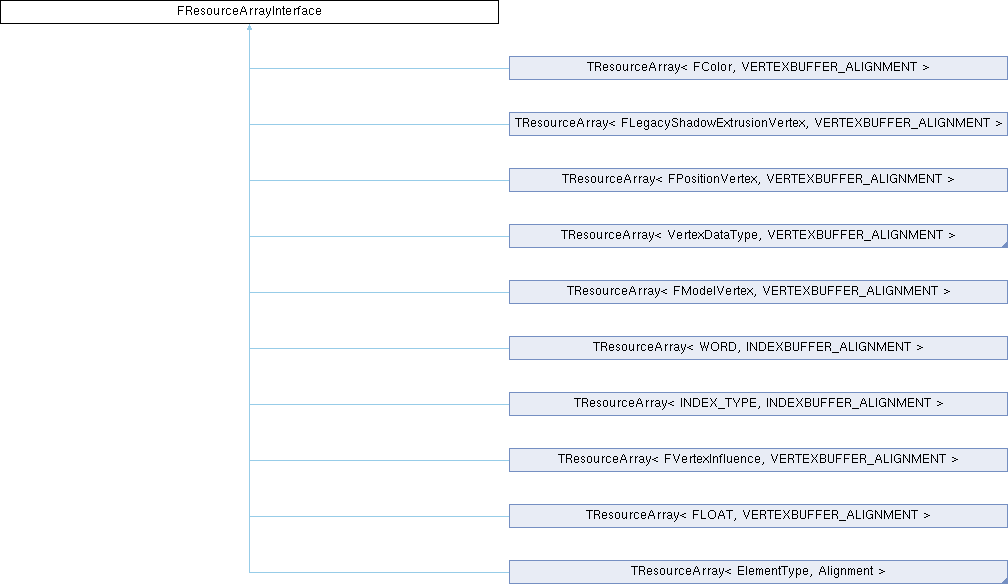 FResourceArrayInterface
TResourceArray< FColor, VERTEXBUFFER_ALIGNMENT >
TResourceArray< FLegacyShadowExtrusionVertex, VERTEXBUFFER_ALIGNMENT >
TResourceArray< FPositionVertex, VERTEXBUFFER_ALIGNMENT >
TResourceArray< VertexDataType, VERTEXBUFFER_ALIGNMENT >
TResourceArray< FModelVertex, VERTEXBUFFER_ALIGNMENT >
TResourceArray< WORD, INDEXBUFFER_ALIGNMENT >
TResourceArray< INDEX_TYPE, INDEXBUFFER_ALIGNMENT >
TResourceArray< FVertexInfluence, VERTEXBUFFER_ALIGNMENT >
TResourceArray< FLOAT, VERTEXBUFFER_ALIGNMENT >
TResourceArray< ElementType, Alignment >